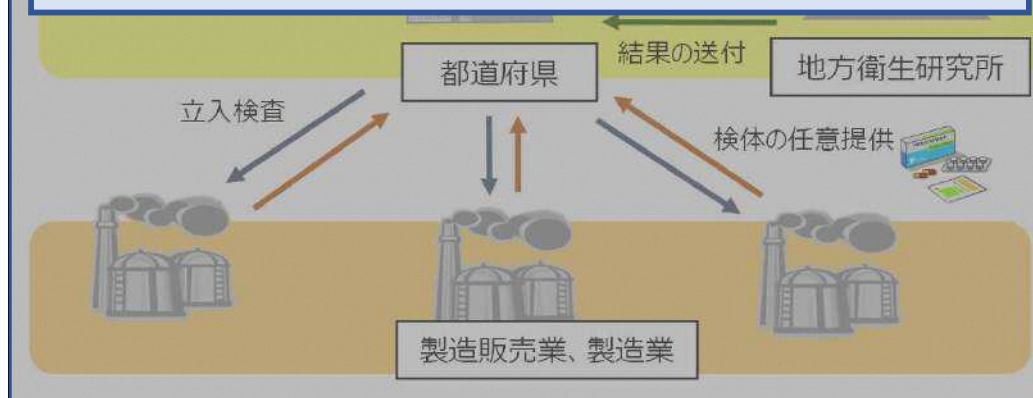 結果の送付
都道府県
地方衛生研究所
立入検査
検体の任意提供
製造販売業、製造業